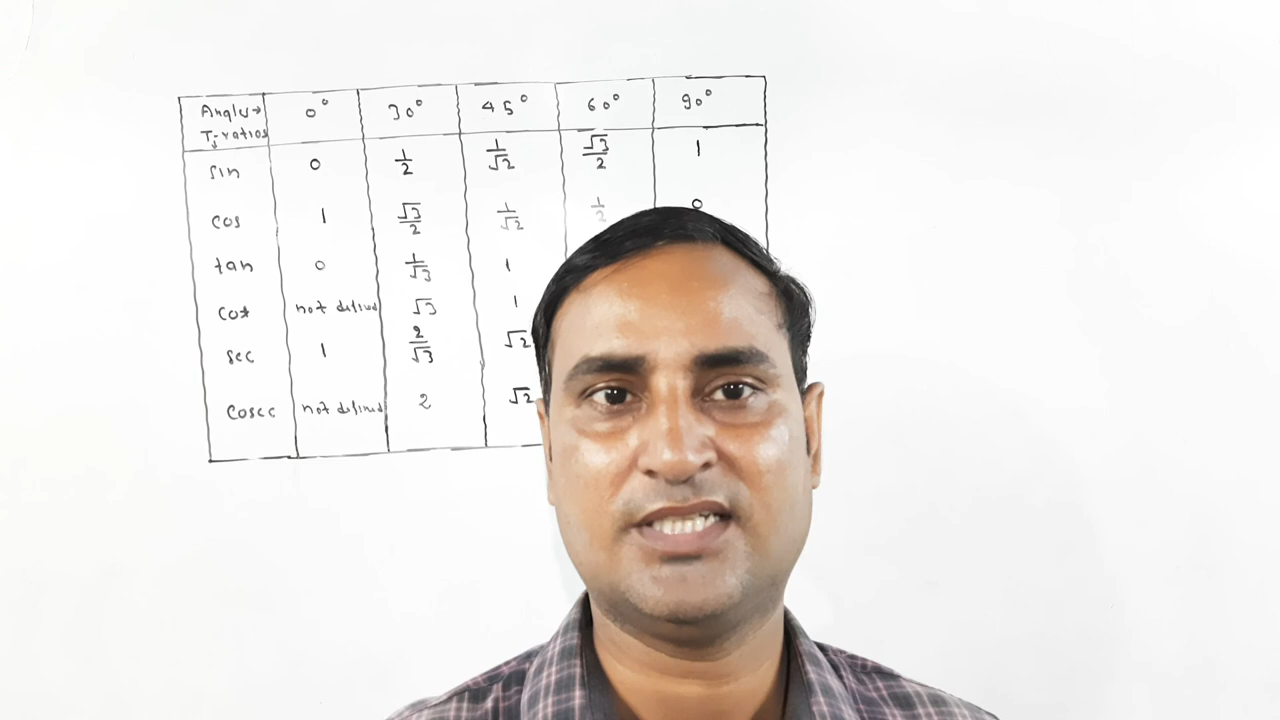 Angles→ 0° 30° 45° 60° 90°
T-ratios
sin 0 1/2 1/√2 √3/2 1
cos 1 √3/2 1/√2 1/2 0
tan 0 1/√3 1
cot not defined √3 1
sec 1 2/√3 √2
cosec not defined 2 √2